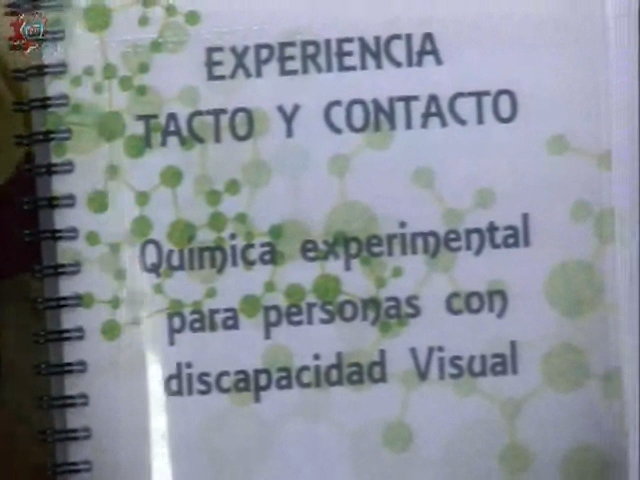 EXPERIENCIA
TACTO Y CONTACTO
Quimica experimental
para personas con
discapacidad Visual